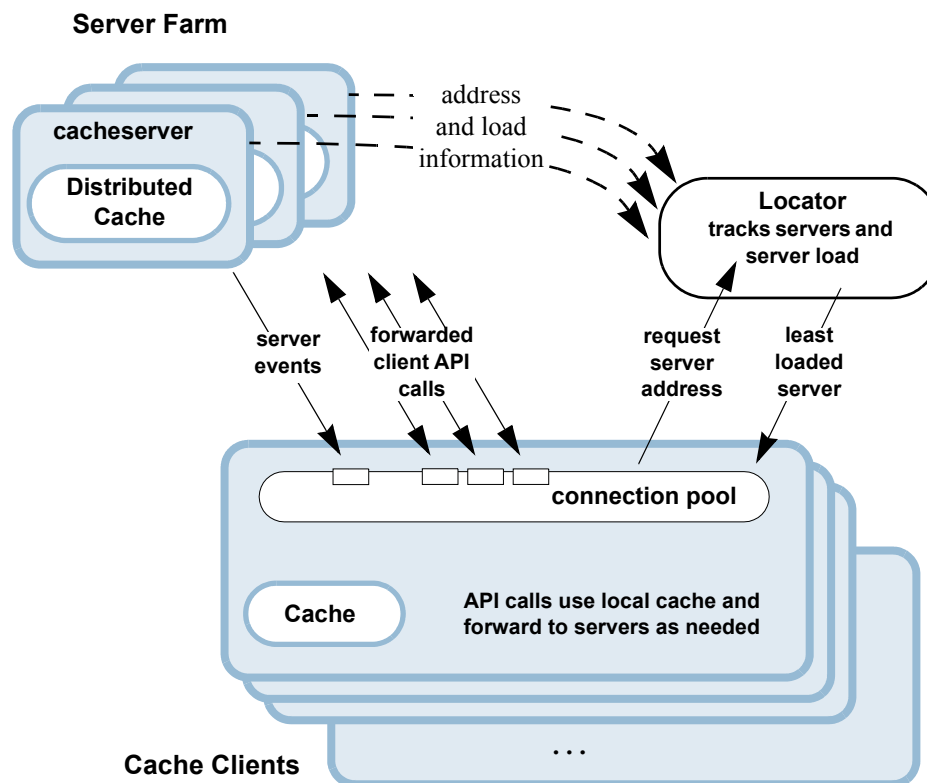 Server Farm
cacheserver
Distributed
Cache
address
and load
information
Locator
tracks servers and
server load
server
events
forwarded
client API
calls
request
server
address
least
loaded
server
connection pool
Cache
API calls use local cache and
forward to servers as needed
...
Cache Clients